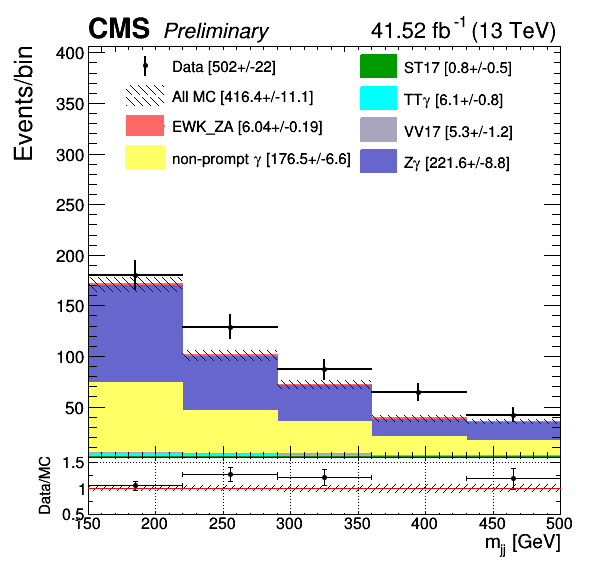 CMS Preliminary 41.52 fb⁻¹ (13 TeV)
Events/bin
400
350
300
250
200
150
100
50
Data [502+/-22]
All MC [416.4+/-11.1]
EWK_ZA [6.04+/-0.19]
non-prompt γ [176.5+/-6.6]
ST17 [0.8+/-0.5]
TTγ [6.1+/-0.8]
VV17 [5.3+/-1.2]
Zγ [221.6+/-8.8]
Data/MC
1.5
1
0.5
150 200 250 300 350 400 450 500
m_jj [GeV]